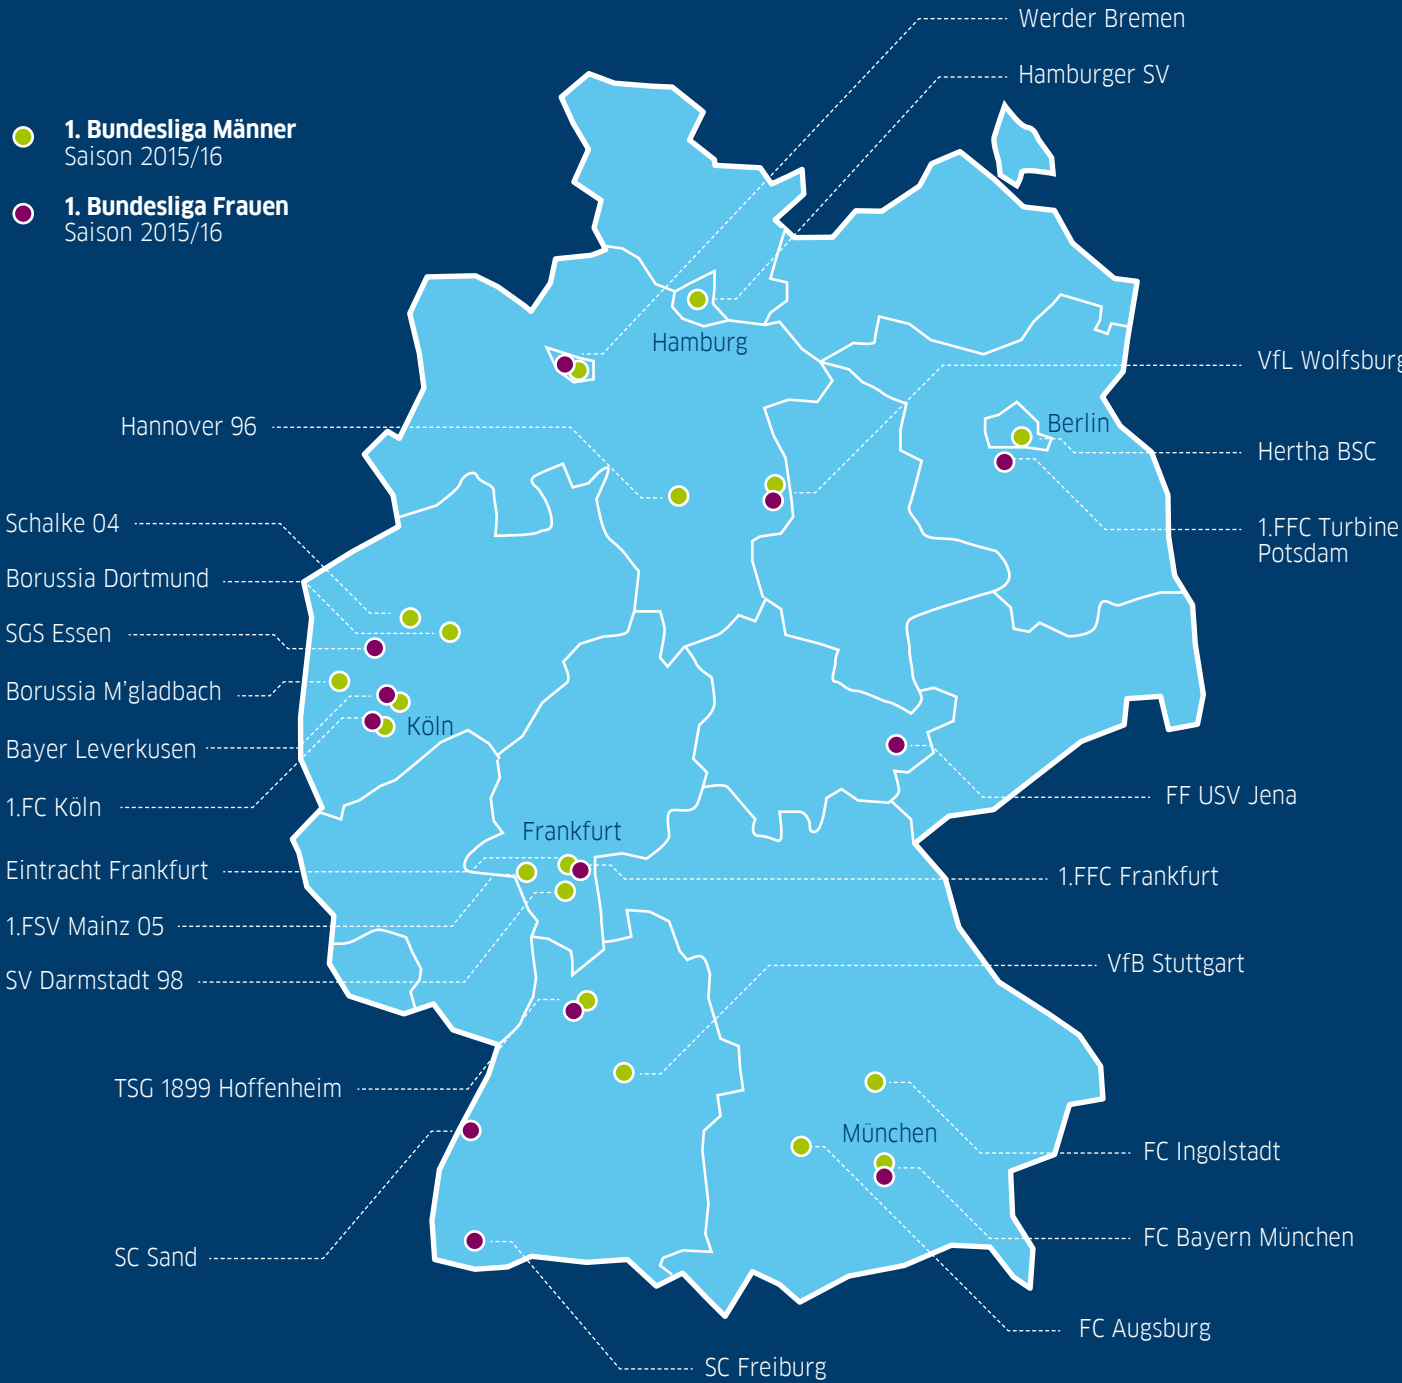 1. Bundesliga Männer
Saison 2015/16
1. Bundesliga Frauen
Saison 2015/16
Werder Bremen
Hamburger SV
Hamburg
VfL Wolfsburg
Hannover 96
Berlin
Hertha BSC
Schalke 04
1.FFC Turbine
Potsdam
Borussia Dortmund
SGS Essen
Borussia M'gladbach
Köln
Bayer Leverkusen
1.FC Köln
FF USV Jena
Frankfurt
Eintracht Frankfurt
1.FFC Frankfurt
1.FSV Mainz 05
SV Darmstadt 98
VfB Stuttgart
TSG 1899 Hoffenheim
München
FC Ingolstadt
SC Sand
FC Bayern München
FC Augsburg
SC Freiburg